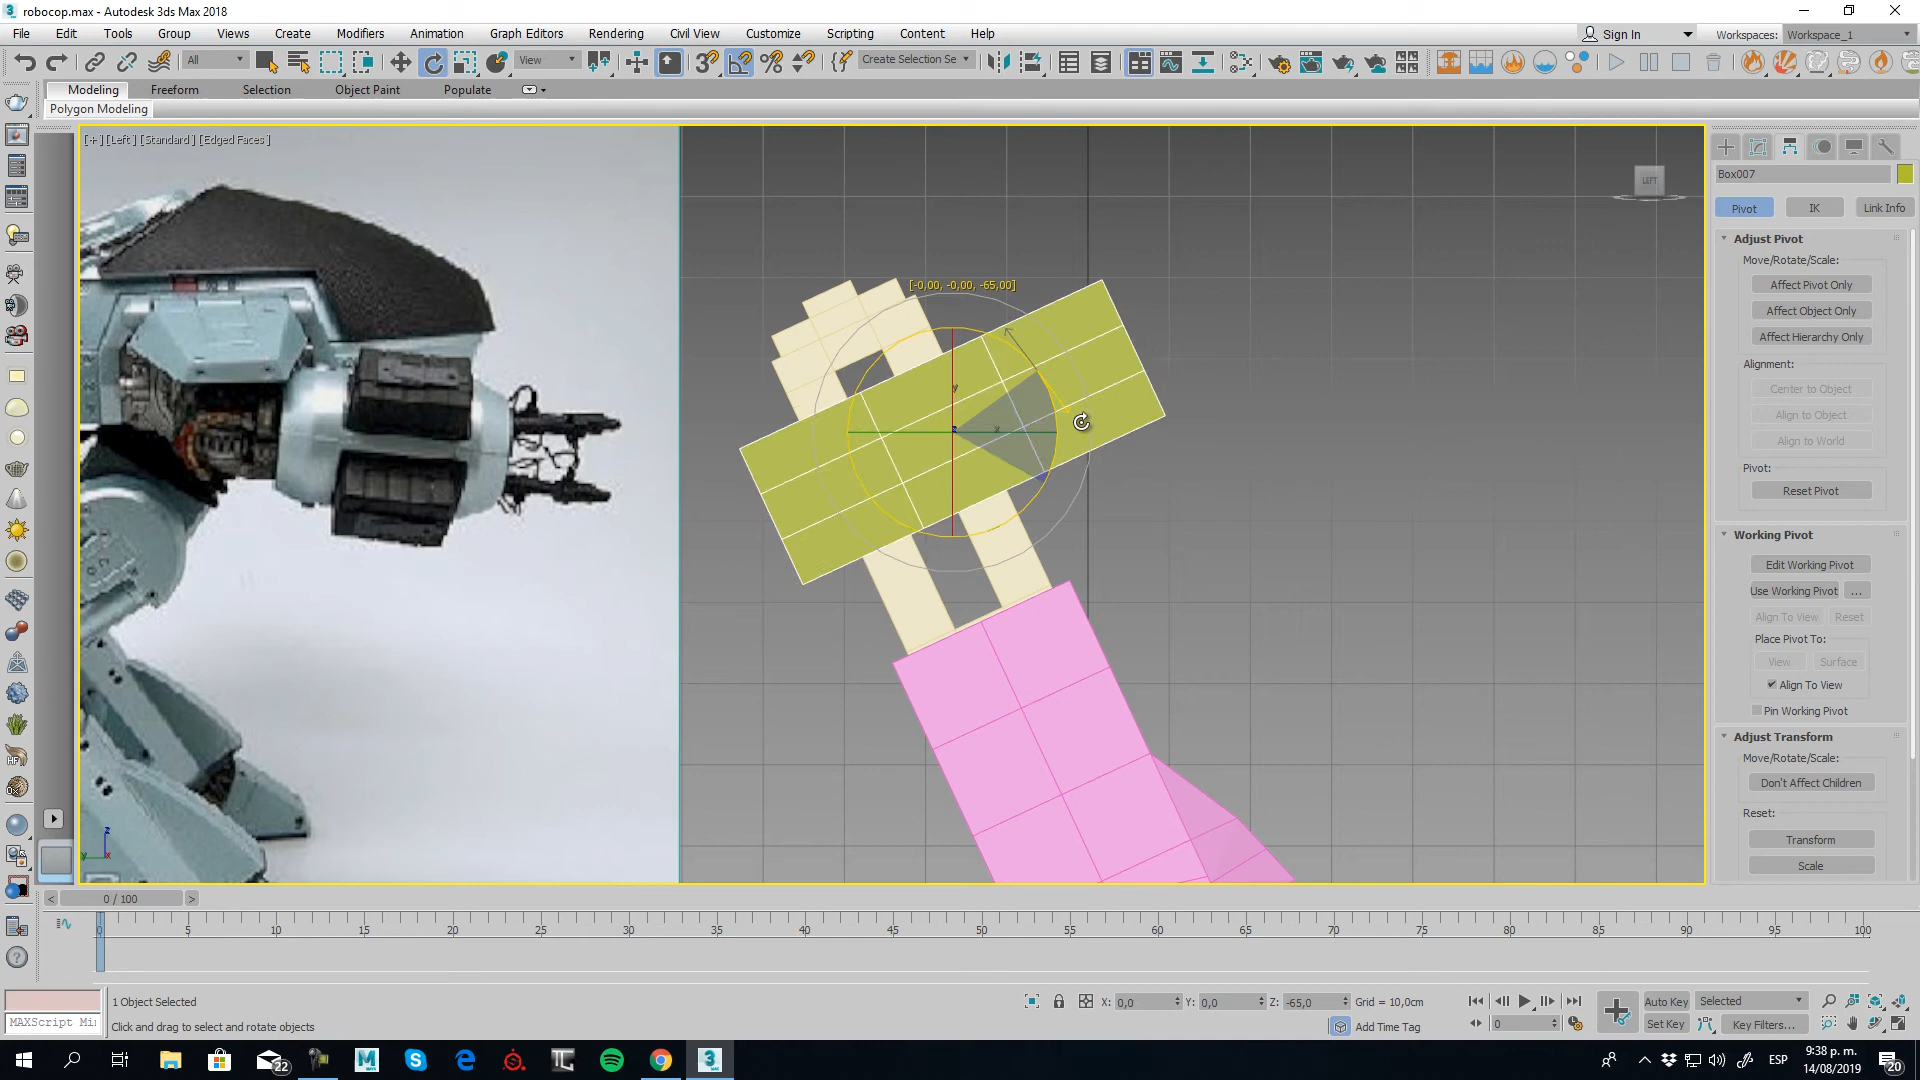 robocop.max - Autodesk 3ds Max 2018
File Edit Tools Group Views Create Modifiers Animation Graph Editors Rendering Civil View Customize Scripting Content Help
Sign In Workspaces: Workspace_1
All View Create Selection Se
Modeling Freeform Selection Object Paint Populate
Polygon Modeling
[+] [Left] [Standard] [Edged Faces]
LEFT
[-0,00, -0,00, -65,00]
y
x
z
y x
Box007
Pivot IK Link Info
Adjust Pivot
Move/Rotate/Scale:
Affect Pivot Only
Affect Object Only
Affect Hierarchy Only
Alignment:
Center to Object
Align to Object
Align to World
Pivot:
Reset Pivot
Working Pivot
Edit Working Pivot
Use Working Pivot ...
Align To View Reset
Place Pivot To:
View Surface
Align To View
Pin Working Pivot
Adjust Transform
Move/Rotate/Scale:
Don't Affect Children
Reset:
Transform
Scale
< 0 / 100 >
0 5 10 15 20 25 30 35 40 45 50 55 60 65 70 75 80 85 90 95 100
1 Object Selected
X: 0,0 Y: 0,0 Z: -65,0 Grid = 10,0cm
Auto Key Selected
MAXScript Mi
Click and drag to select and rotate objects
Add Time Tag
0
Set Key Key Filters...
22
ESP
9:38 p. m.
14/08/2019
20